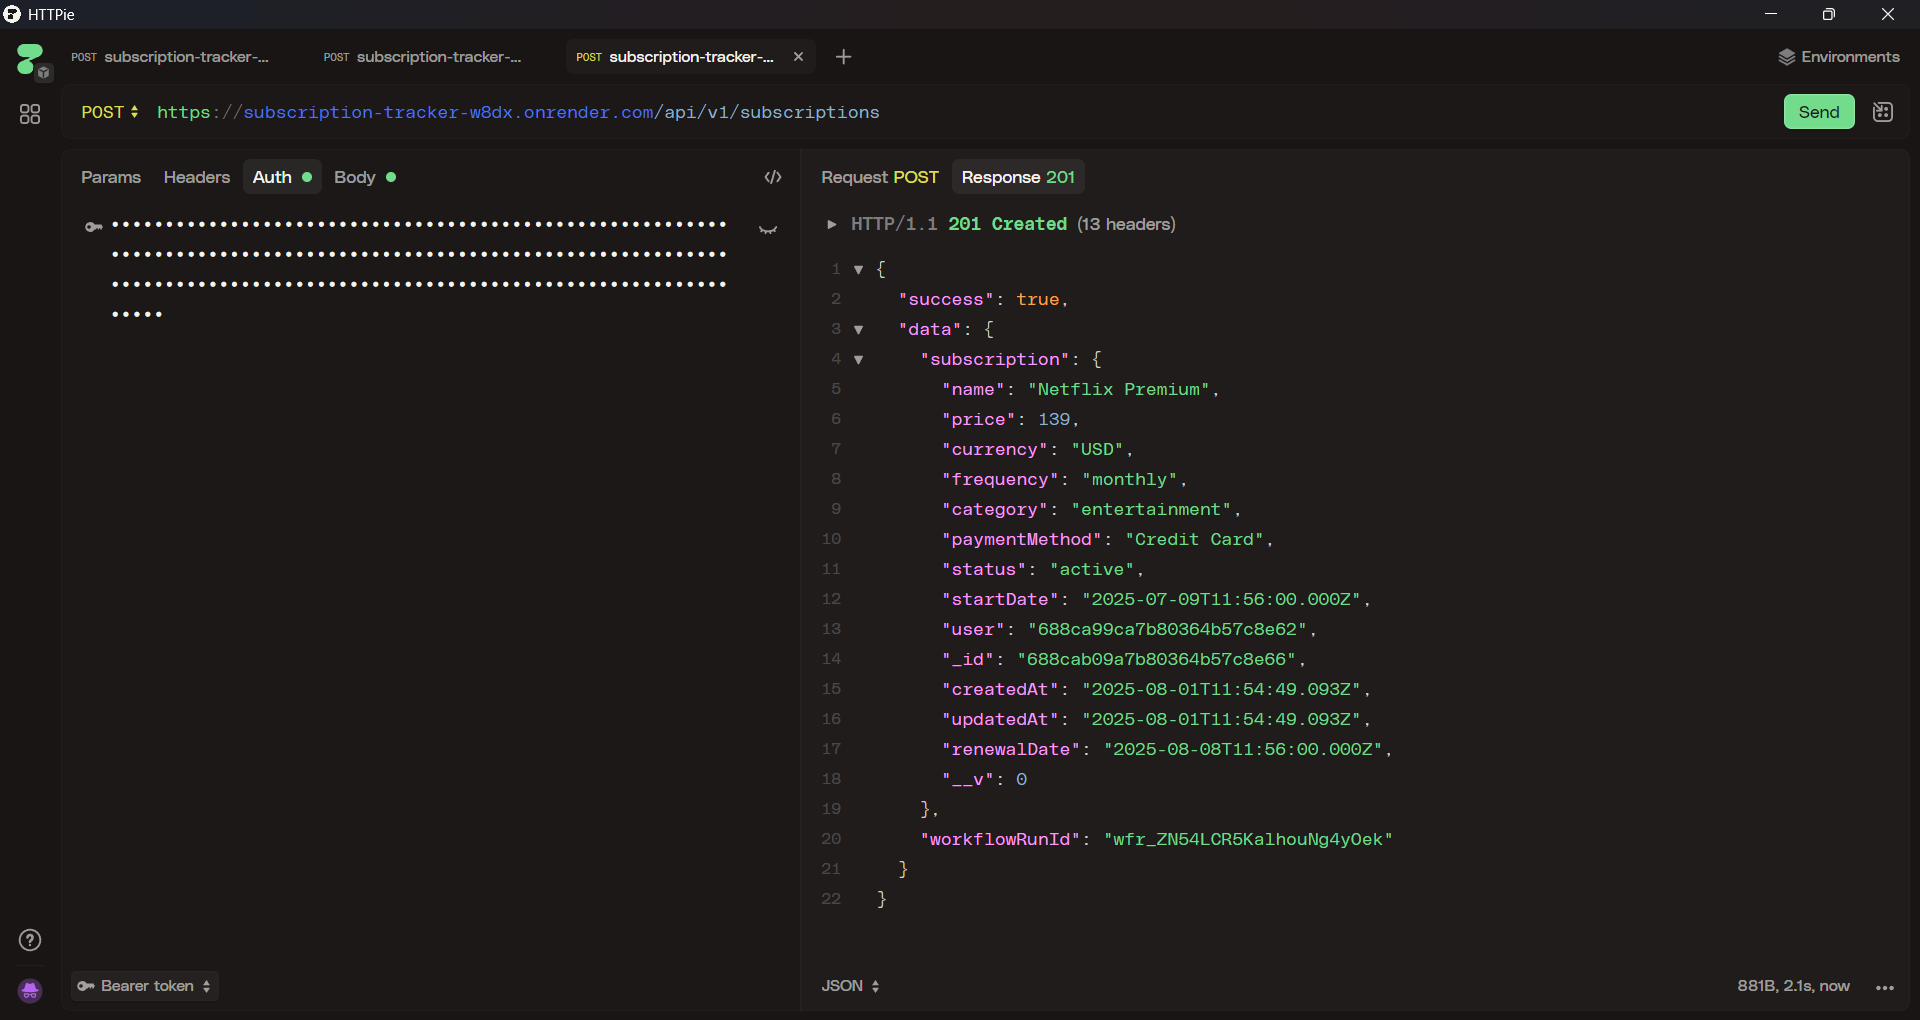 HTTPie
POST subscription-tracker-...
POST subscription-tracker-...
POST subscription-tracker-...
Environments
POST https://subscription-tracker-w8dx.onrender.com/api/v1/subscriptions
Send
Params Headers Auth Body
Request POST Response 201
HTTP/1.1 201 Created (13 headers)
1 {
2 "success": true,
3 "data": {
4 "subscription": {
5 "name": "Netflix Premium",
6 "price": 139,
7 "currency": "USD",
8 "frequency": "monthly",
9 "category": "entertainment",
10 "paymentMethod": "Credit Card",
11 "status": "active",
12 "startDate": "2025-07-09T11:56:00.000Z",
13 "user": "688ca99ca7b80364b57c8e62",
14 "_id": "688cab09a7b80364b57c8e66",
15 "createdAt": "2025-08-01T11:54:49.093Z",
16 "updatedAt": "2025-08-01T11:54:49.093Z",
17 "renewalDate": "2025-08-08T11:56:00.000Z",
18 "__v": 0
19 },
20 "workflowRunId": "wfr_ZN54LCR5KalhouNg4yOek"
21 }
22 }
Bearer token
JSON
881B, 2.1s, now